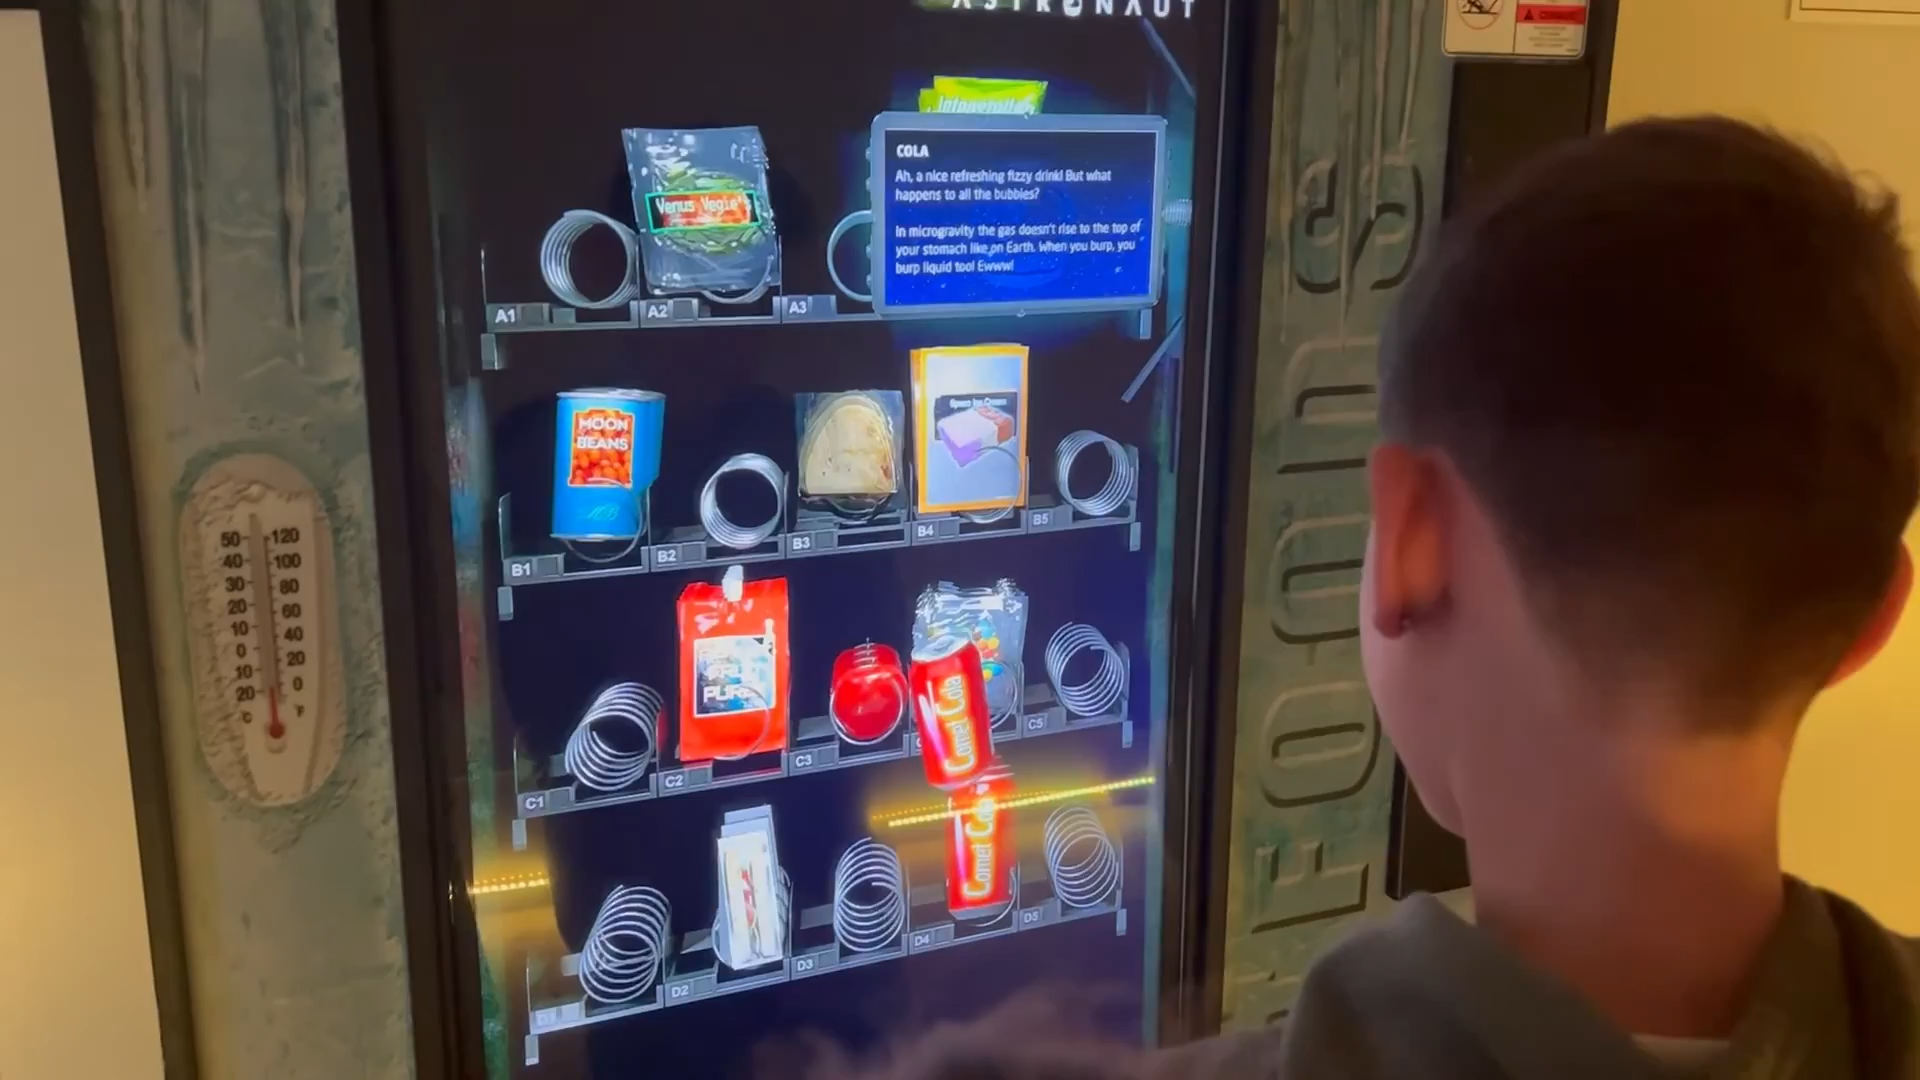 ASTRONAUT
Venus Vegie's
COLA
Ah, a nice refreshing fizzy drink! But what
happens to all the bubbles?
In microgravity the gas doesn't rise to the top of
your stomach like on Earth. When you burp, you
burp liquid too! Ewww!
A1
A2
A3
MOON
BEANS
Space Ice Cream
B1
B2
B3
B4
B5
Comet Cola
C1
C2
C3
C5
Comet Cola
D2
D3
D4
D5
50 120
40 100
30 80
20 60
10 40
0 20
10 0
20
C F